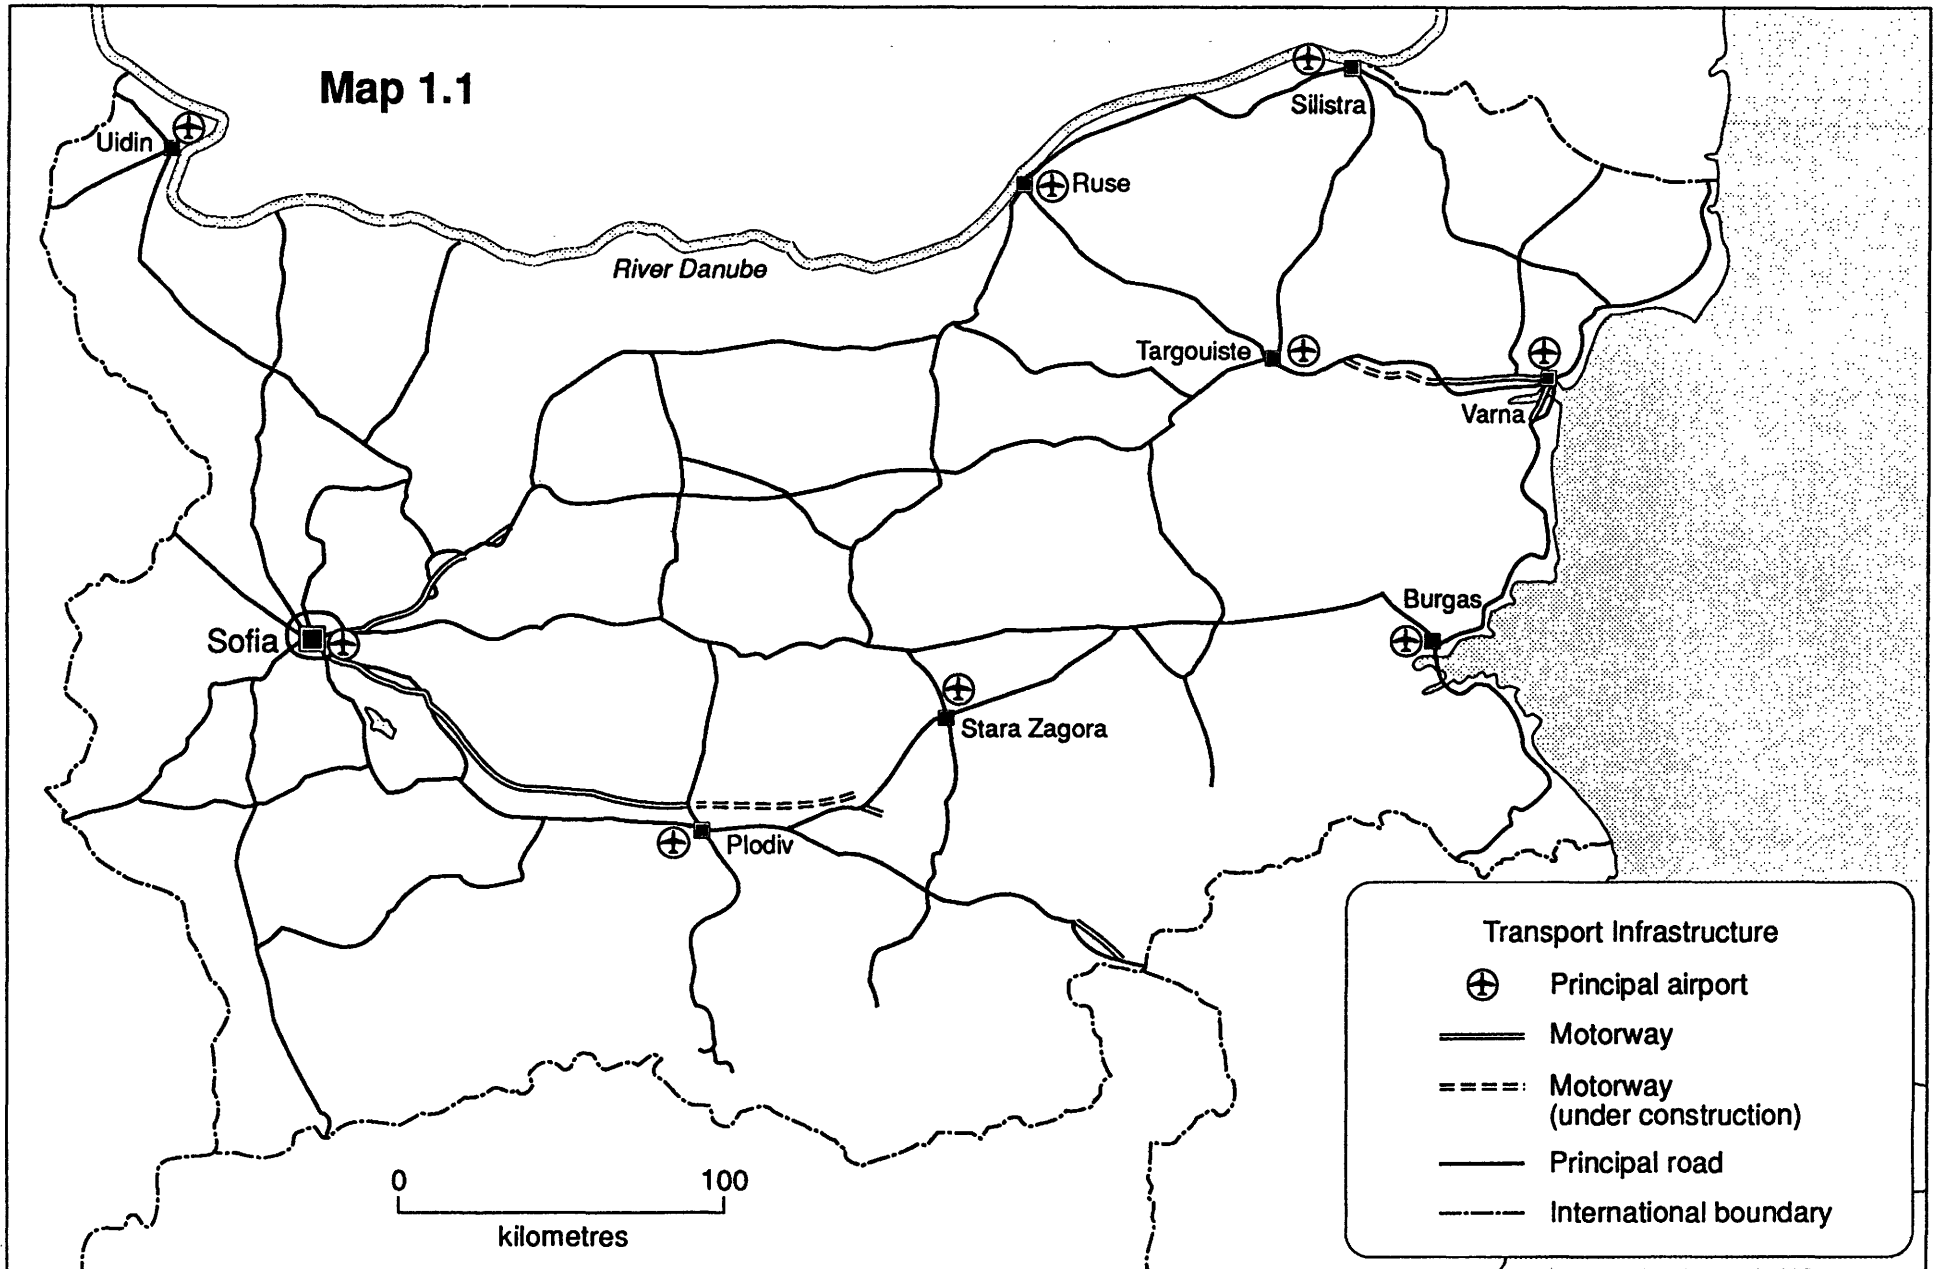 Map 1.1
Silistra
Uidin
Ruse
River Danube
Targouiste
Varna
Burgas
Sofia
Stara Zagora
Plodiv
Transport Infrastructure
Principal airport
Motorway
Motorway
(under construction)
Principal road
International boundary
0 100
kilometres